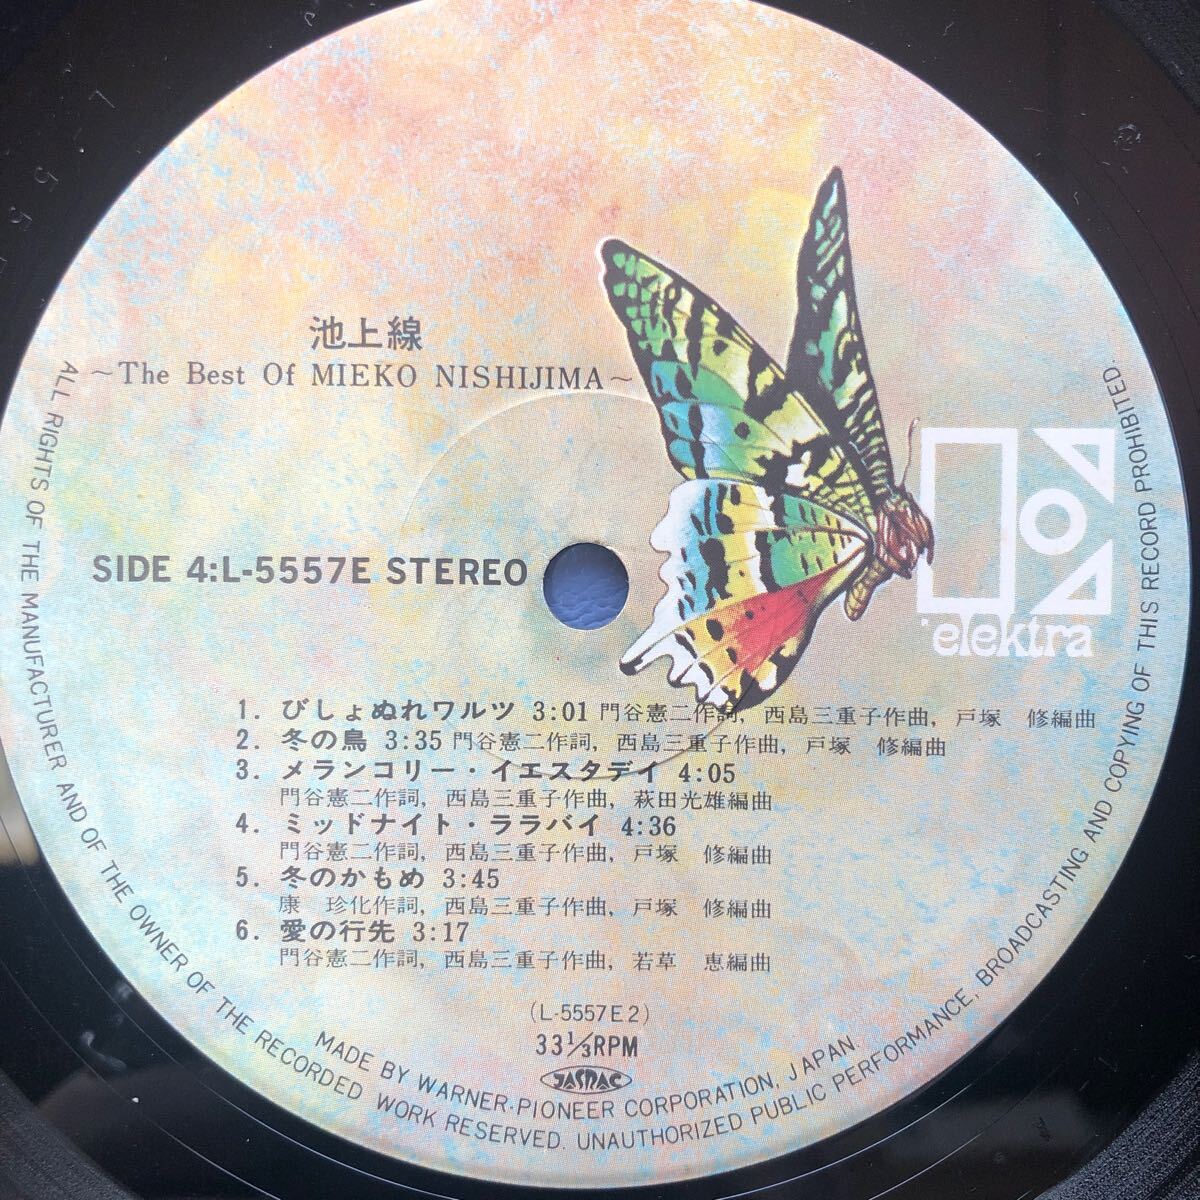 池上線
～The Best Of MIEKO NISHIJIMA～
SIDE 4:L-5557E STEREO
elektra
1. びしょぬれワルツ 3:01 門谷憲二作詞, 西島三重子作曲, 戸塚 修編曲
2. 冬の鳥 3:35 門谷憲二作詞, 西島三重子作曲, 戸塚 修編曲
3. メランコリー・イエスタデイ 4:05
門谷憲二作詞, 西島三重子作曲, 萩田光雄編曲
4. ミッドナイト・ララバイ 4:36
門谷憲二作詞, 西島三重子作曲, 戸塚 修編曲
5. 冬のかもめ 3:45
康 珍化作詞, 西島三重子作曲, 戸塚 修編曲
6. 愛の行先 3:17
門谷憲二作詞, 西島三重子作曲, 若草 恵編曲
(L-5557E2)
33⅓RPM
JASRAC
MADE BY WARNER-PIONEER CORPORATION, JAPAN.
ALL RIGHTS OF THE MANUFACTURER AND OF THE OWNER OF THE RECORDED WORK RESERVED. UNAUTHORIZED PUBLIC PERFORMANCE, BROADCASTING AND COPYING OF THIS RECORD PROHIBITED.